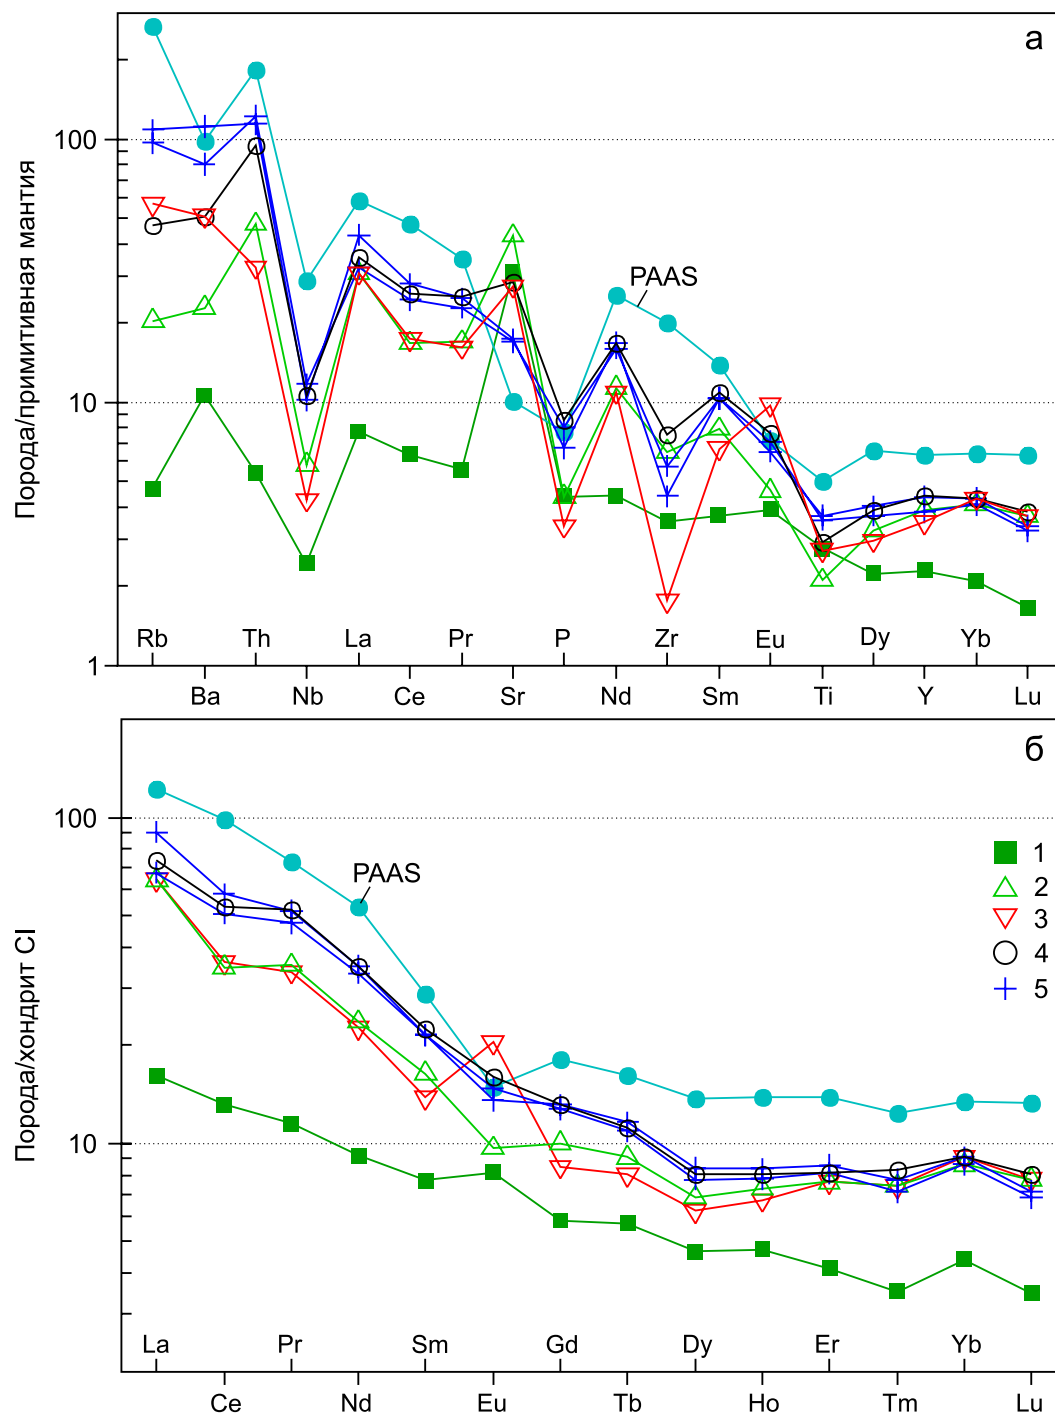 а
Порода/примитивная мантия
100
10
1
PAAS
Rb Th La Pr P Zr Eu Dy Yb
Ba Nb Ce Sr Nd Sm Ti Y Lu
б
Порода/хондрит CI
100
10
PAAS
1
2
3
4
5
La Pr Sm Gd Dy Er Yb
Ce Nd Eu Tb Ho Tm Lu